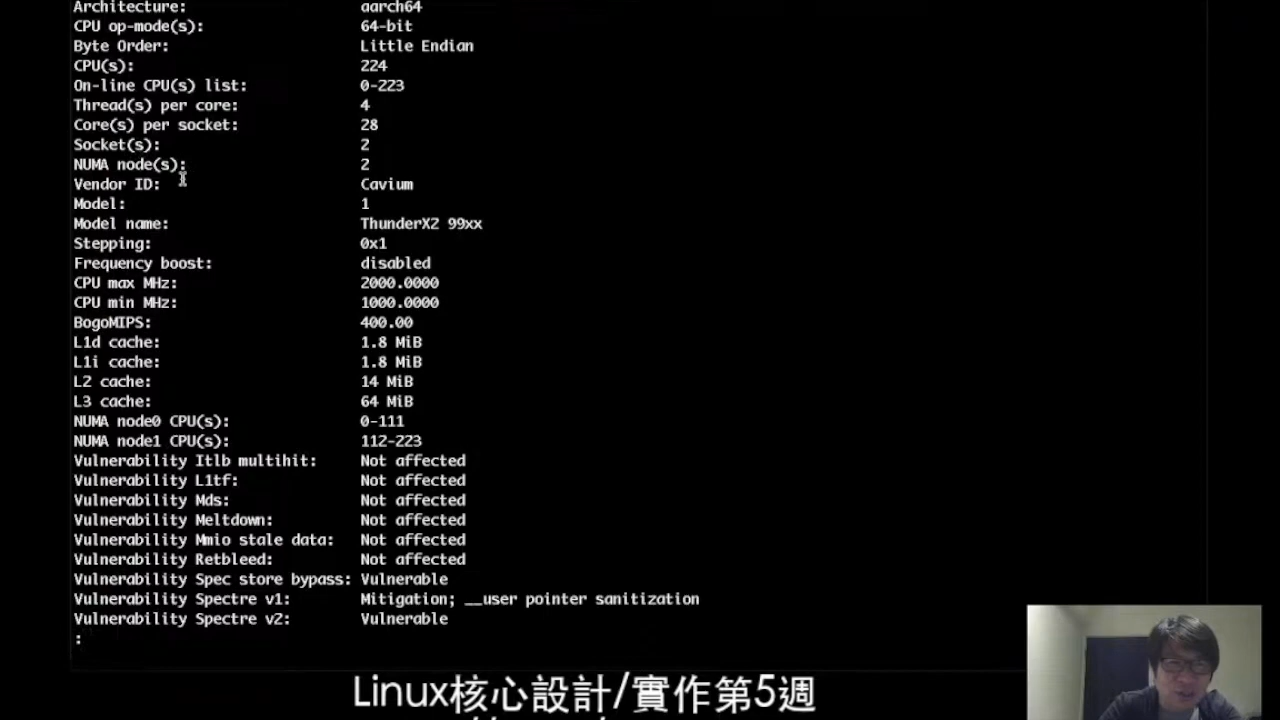 Architecture: aarch64
CPU op-mode(s): 64-bit
Byte Order: Little Endian
CPU(s): 224
On-line CPU(s) list: 0-223
Thread(s) per core: 4
Core(s) per socket: 28
Socket(s): 2
NUMA node(s): 2
Vendor ID: Cavium
Model: 1
Model name: ThunderX2 99xx
Stepping: 0x1
Frequency boost: disabled
CPU max MHz: 2000.0000
CPU min MHz: 1000.0000
BogoMIPS: 400.00
L1d cache: 1.8 MiB
L1i cache: 1.8 MiB
L2 cache: 14 MiB
L3 cache: 64 MiB
NUMA node0 CPU(s): 0-111
NUMA node1 CPU(s): 112-223
Vulnerability Itlb multihit: Not affected
Vulnerability L1tf: Not affected
Vulnerability Mds: Not affected
Vulnerability Meltdown: Not affected
Vulnerability Mmio stale data: Not affected
Vulnerability Retbleed: Not affected
Vulnerability Spec store bypass: Vulnerable
Vulnerability Spectre v1: Mitigation; __user pointer sanitization
Vulnerability Spectre v2: Vulnerable
:
Linux核心設計/實作第5週